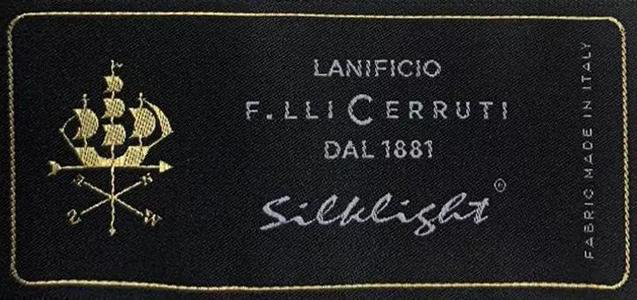 LANIFICIO
F.LLI CERRUTI
DAL 1881
Silklight®
FABRIC MADE IN ITALY